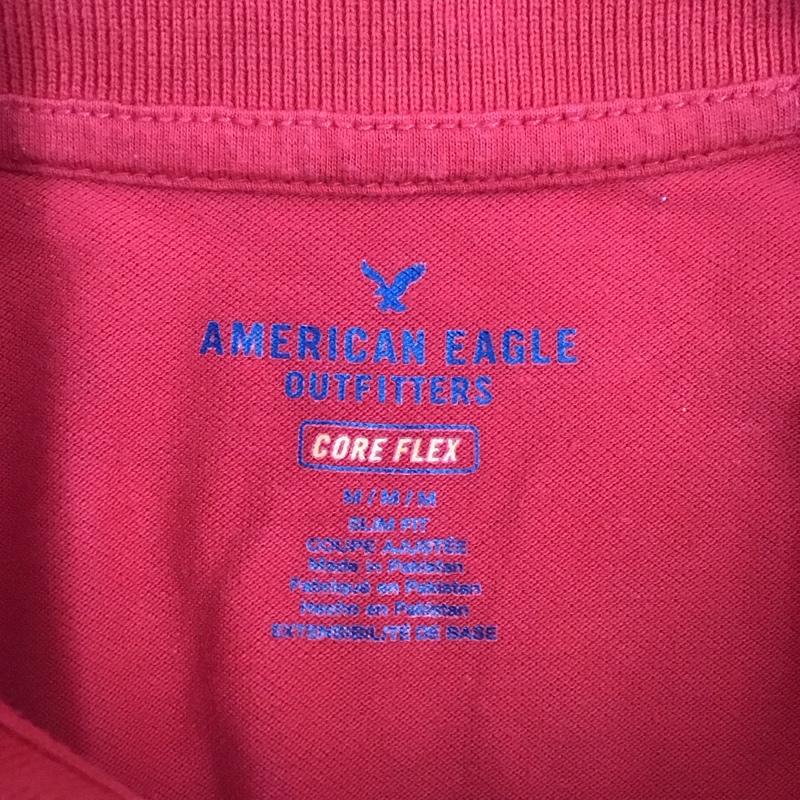 AMERICAN EAGLE
OUTFITTERS
CORE FLEX
M / M / M
SLIM FIT
COUPE AJUSTÉE
Made in Pakistan
Fabriqué en Pakistan
Hecho en Pakistan
EXTENSIBILITÉ DE BASE